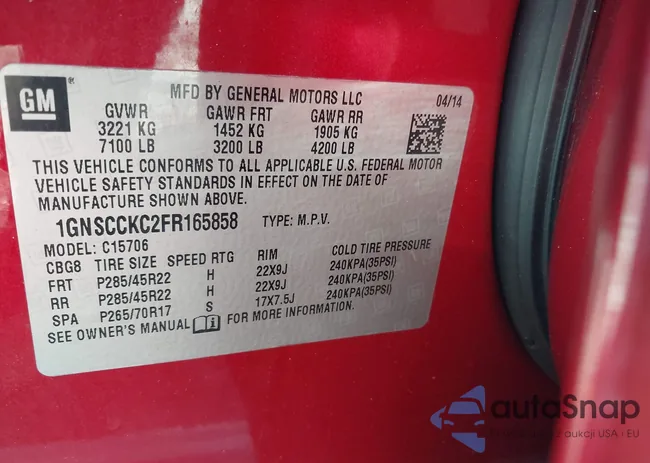 GM
MFD BY GENERAL MOTORS LLC
04/14
GVWR GAWR FRT GAWR RR
3221 KG 1452 KG 1905 KG
7100 LB 3200 LB 4200 LB
THIS VEHICLE CONFORMS TO ALL APPLICABLE U.S. FEDERAL MOTOR
VEHICLE SAFETY STANDARDS IN EFFECT ON THE DATE OF
MANUFACTURE SHOWN ABOVE.
1GNSCCKC2FR165858 TYPE: M.P.V.
MODEL: C15706
CBG8 TIRE SIZE SPEED RTG RIM COLD TIRE PRESSURE
FRT P285/45R22 H 22X9J 240KPA(35PSI)
RR P285/45R22 H 22X9J 240KPA(35PSI)
SPA P265/70R17 S 17X7.5J 240KPA(35PSI)
SEE OWNER'S MANUAL FOR MORE INFORMATION.
autoSnap
aukcji USA - EU